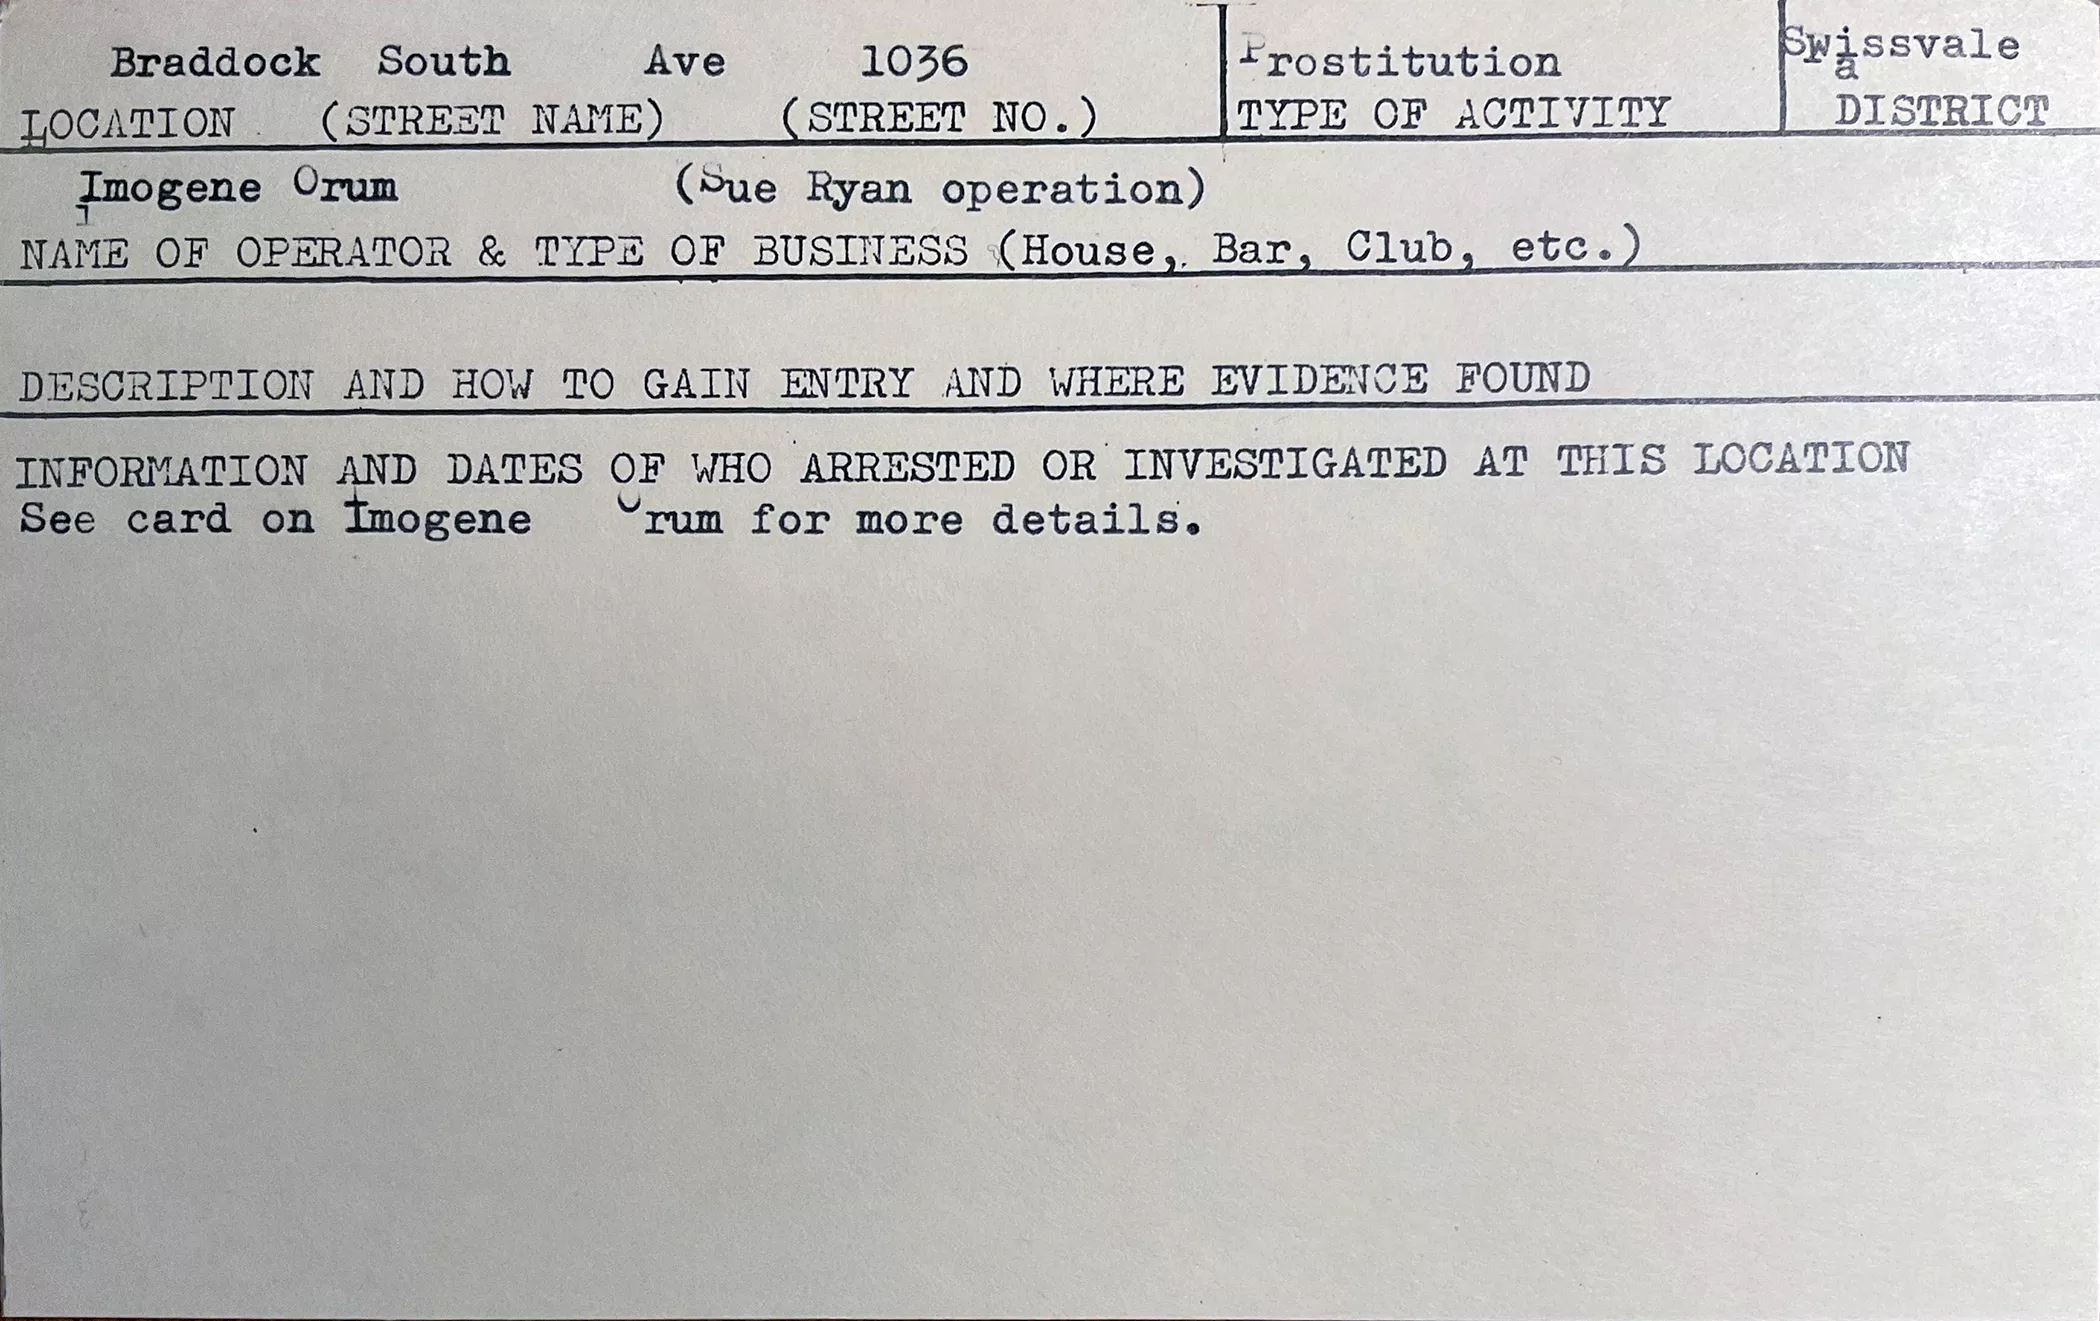 Braddock South Ave 1036 Prostitution Swissvale
LOCATION (STREET NAME) (STREET NO.) TYPE OF ACTIVITY DISTRICT
Imogene Orum (Sue Ryan operation)
NAME OF OPERATOR & TYPE OF BUSINESS (House, Bar, Club, etc.)
DESCRIPTION AND HOW TO GAIN ENTRY AND WHERE EVIDENCE FOUND
INFORMATION AND DATES OF WHO ARRESTED OR INVESTIGATED AT THIS LOCATION
See card on Imogene Orum for more details.